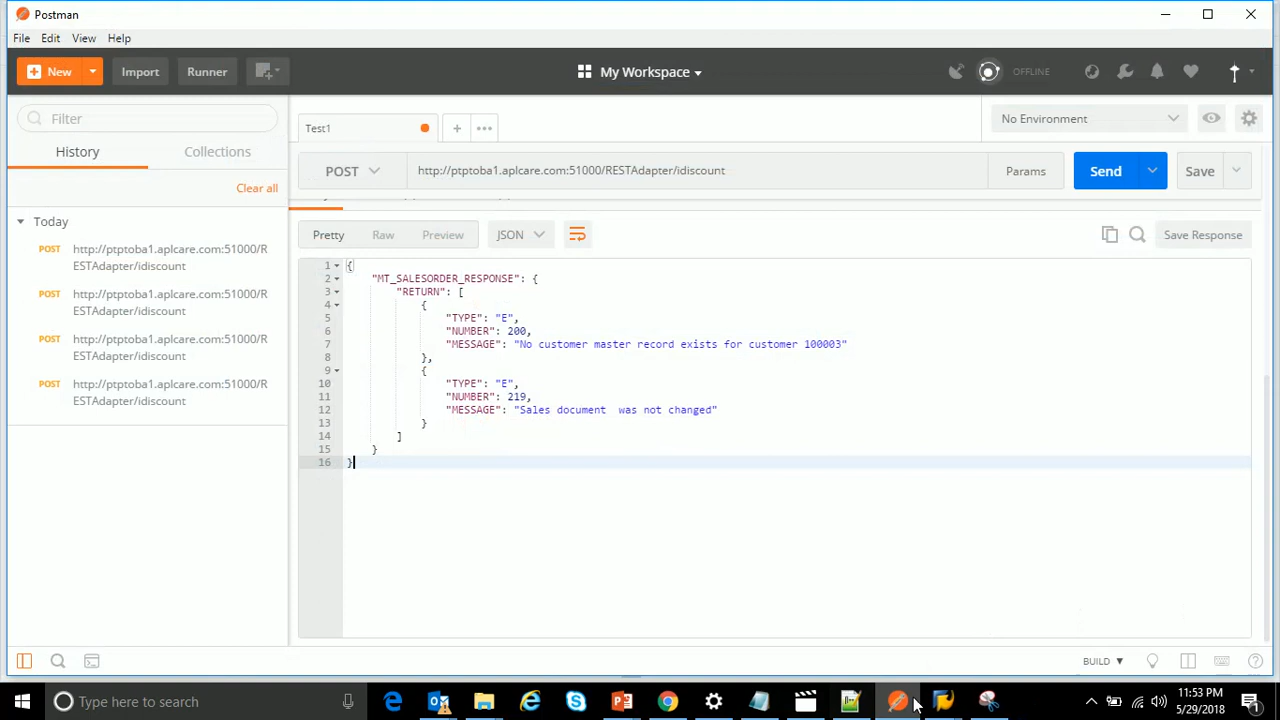 Postman
File Edit View Help
New Import Runner My Workspace OFFLINE
Filter
History Collections
Clear all
Today
POST http://ptptoba1.aplcare.com:51000/R
ESTAdapter/idiscount
POST http://ptptoba1.aplcare.com:51000/R
ESTAdapter/idiscount
POST http://ptptoba1.aplcare.com:51000/R
ESTAdapter/idiscount
POST http://ptptoba1.aplcare.com:51000/R
ESTAdapter/idiscount
Test1 + ••• No Environment
POST http://ptptoba1.aplcare.com:51000/RESTAdapter/idiscount Params Send Save
Pretty Raw Preview JSON Save Response
1 {
2 "MT_SALESORDER_RESPONSE": {
3 "RETURN": [
4 {
5 "TYPE": "E",
6 "NUMBER": 200,
7 "MESSAGE": "No customer master record exists for customer 100003"
8 },
9 {
10 "TYPE": "E",
11 "NUMBER": 219,
12 "MESSAGE": "Sales document  was not changed"
13 }
14 ]
15 }
16 }
BUILD
Type here to search
11:53 PM
5/29/2018
1